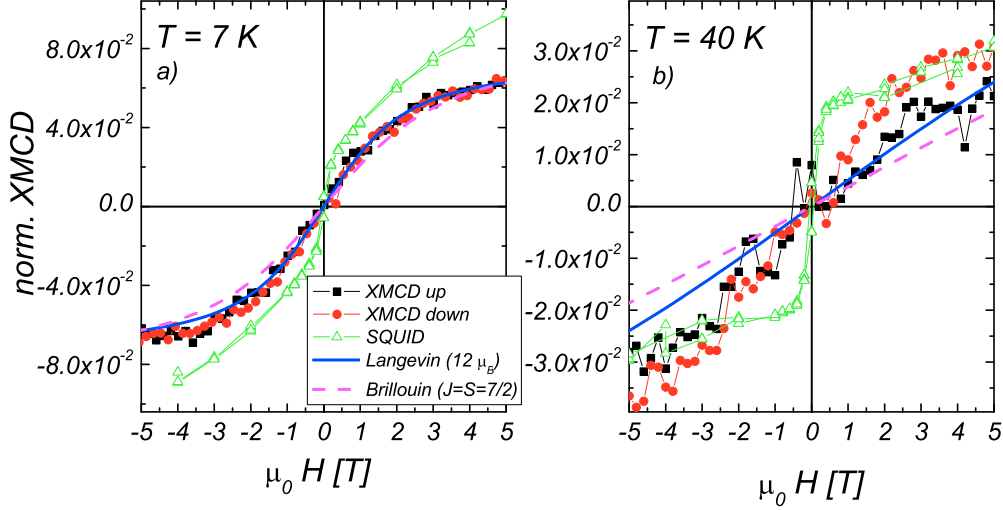 norm. XMCD
T = 7 K
a)
8.0x10⁻²
4.0x10⁻²
0.0
-4.0x10⁻²
-8.0x10⁻²
-5 -4 -3 -2 -1 0 1 2 3 4 5
μ₀ H [T]
XMCD up
XMCD down
SQUID
Langevin (12 μ_B)
Brillouin (J=S=7/2)
T = 40 K
b)
3.0x10⁻²
2.0x10⁻²
1.0x10⁻²
0.0
-1.0x10⁻²
-2.0x10⁻²
-3.0x10⁻²
-5 -4 -3 -2 -1 0 1 2 3 4 5
μ₀ H [T]